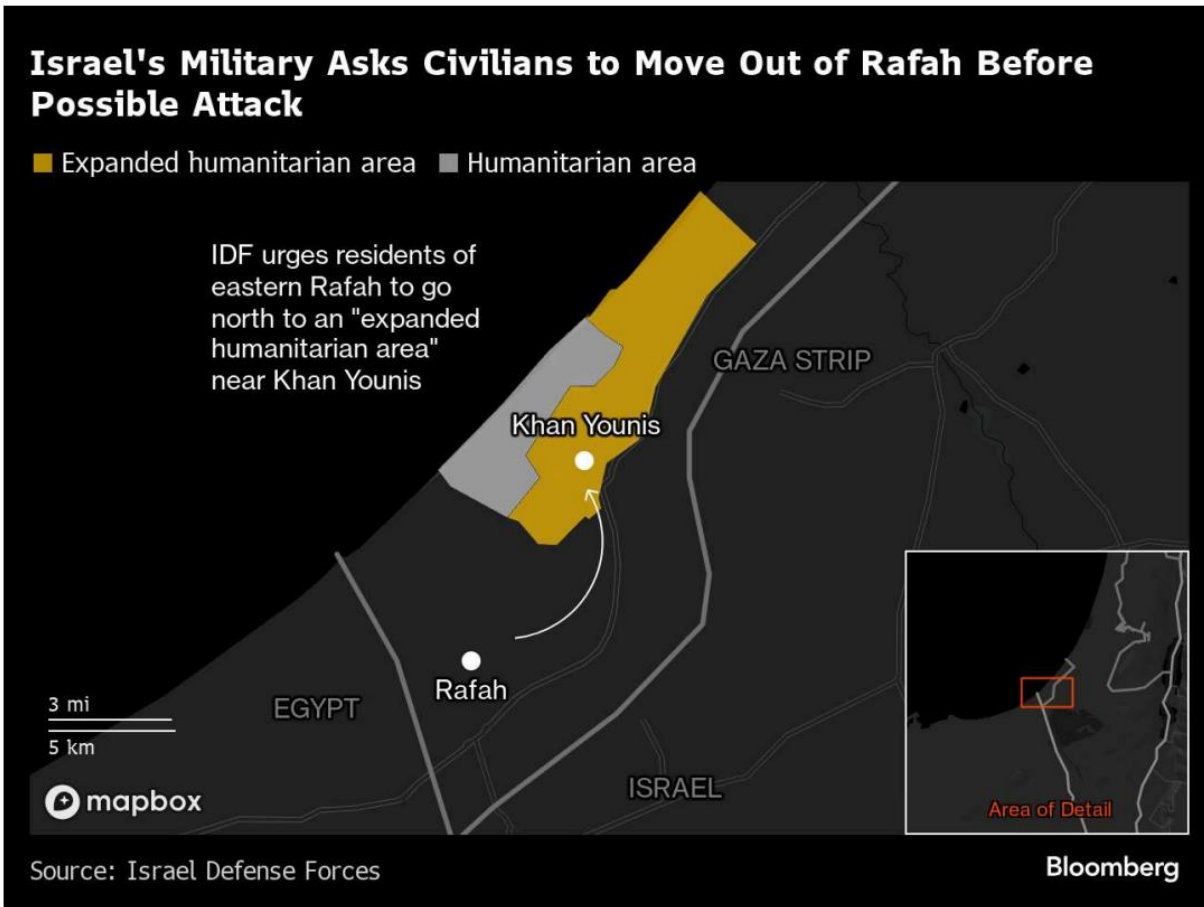 Israel's Military Asks Civilians to Move Out of Rafah Before
Possible Attack
Expanded humanitarian area Humanitarian area
IDF urges residents of
eastern Rafah to go
north to an "expanded
humanitarian area"
near Khan Younis
GAZA STRIP
Khan Younis
Rafah
EGYPT
ISRAEL
3 mi
5 km
mapbox
Area of Detail
Source: Israel Defense Forces
Bloomberg